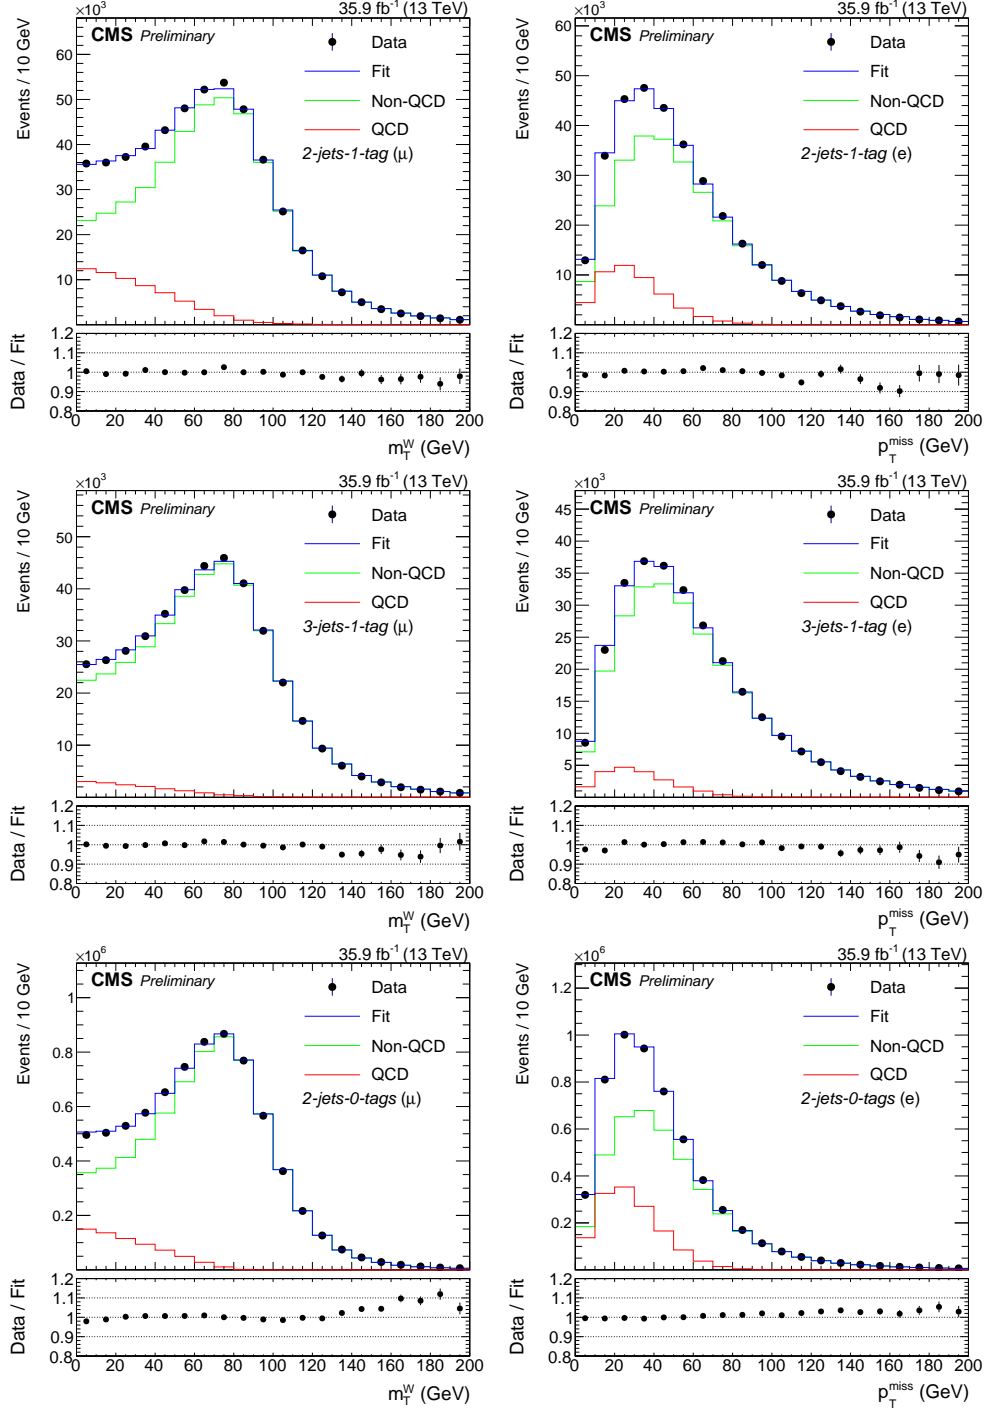 ×10³ 35.9 fb⁻¹ (13 TeV)
CMS Preliminary
Events / 10 GeV
60
50
40
30
20
10
Data
Fit
Non-QCD
QCD
2-jets-1-tag (μ)
Data / Fit
1.2
1.1
1.0
0.9
0.8
0 20 40 60 80 100 120 140 160 180 200
m_T^W (GeV)
×10³ 35.9 fb⁻¹ (13 TeV)
CMS Preliminary
Events / 10 GeV
60
50
40
30
20
10
Data
Fit
Non-QCD
QCD
2-jets-1-tag (e)
Data / Fit
1.2
1.1
1.0
0.9
0.8
0 20 40 60 80 100 120 140 160 180 200
p_T^miss (GeV)
×10³ 35.9 fb⁻¹ (13 TeV)
CMS Preliminary
Events / 10 GeV
50
40
30
20
10
Data
Fit
Non-QCD
QCD
3-jets-1-tag (μ)
Data / Fit
1.2
1.1
1.0
0.9
0.8
0 20 40 60 80 100 120 140 160 180 200
m_T^W (GeV)
×10³ 35.9 fb⁻¹ (13 TeV)
CMS Preliminary
Events / 10 GeV
45
40
35
30
25
20
15
10
5
Data
Fit
Non-QCD
QCD
3-jets-1-tag (e)
Data / Fit
1.2
1.1
1.0
0.9
0.8
0 20 40 60 80 100 120 140 160 180 200
p_T^miss (GeV)
×10⁶ 35.9 fb⁻¹ (13 TeV)
CMS Preliminary
Events / 10 GeV
1
0.8
0.6
0.4
0.2
Data
Fit
Non-QCD
QCD
2-jets-0-tags (μ)
Data / Fit
1.2
1.1
1.0
0.9
0.8
0 20 40 60 80 100 120 140 160 180 200
m_T^W (GeV)
×10⁶ 35.9 fb⁻¹ (13 TeV)
CMS Preliminary
Events / 10 GeV
1.2
1
0.8
0.6
0.4
0.2
Data
Fit
Non-QCD
QCD
2-jets-0-tags (e)
Data / Fit
1.2
1.1
1.0
0.9
0.8
0 20 40 60 80 100 120 140 160 180 200
p_T^miss (GeV)